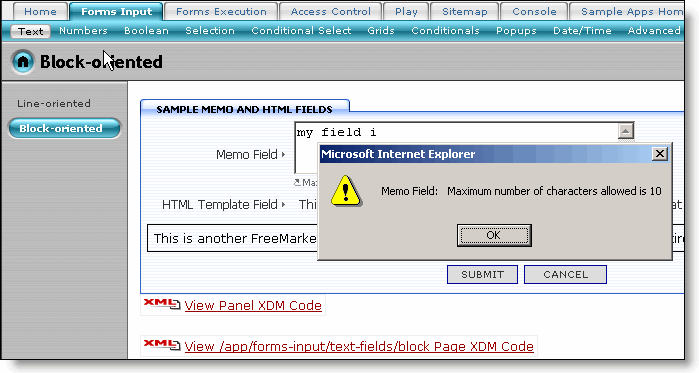 Home Forms Input Forms Execution Access Control Play Sitemap Console Sample Apps Hom
Text Numbers Boolean Selection Conditional Select Grids Conditionals Popups Date/Time Advanced
Block-oriented
Line-oriented
Block-oriented
SAMPLE MEMO AND HTML FIELDS
Memo Field
my field i
Microsoft Internet Explorer
Memo Field: Maximum number of characters allowed is 10
OK
HTML Template Field
This is another FreeMarke
SUBMIT CANCEL
XML View Panel XDM Code
XML View /app/forms-input/text-fields/block Page XDM Code